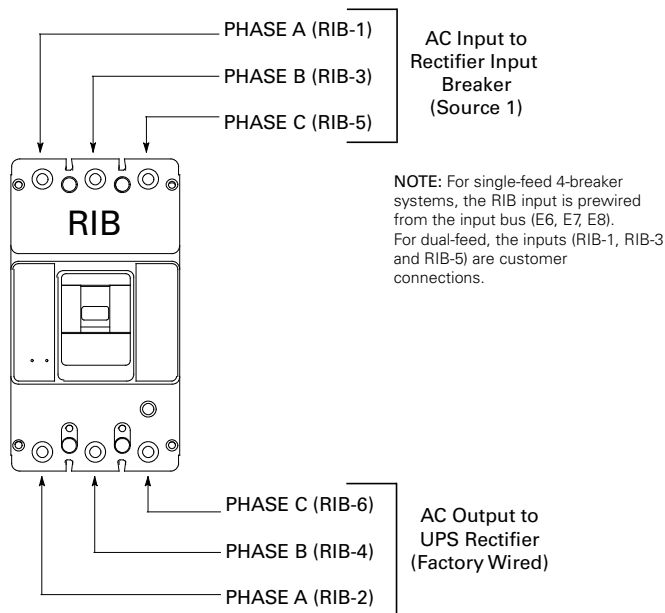 PHASE A (RIB-1)
PHASE B (RIB-3)
PHASE C (RIB-5)
AC Input to
Rectifier Input
Breaker
(Source 1)
NOTE: For single-feed 4-breaker
systems, the RIB input is prewired
from the input bus (E6, E7, E8).
For dual-feed, the inputs (RIB-1, RIB-3
and RIB-5) are customer
connections.
RIB
PHASE C (RIB-6)
PHASE B (RIB-4)
PHASE A (RIB-2)
AC Output to
UPS Rectifier
(Factory Wired)